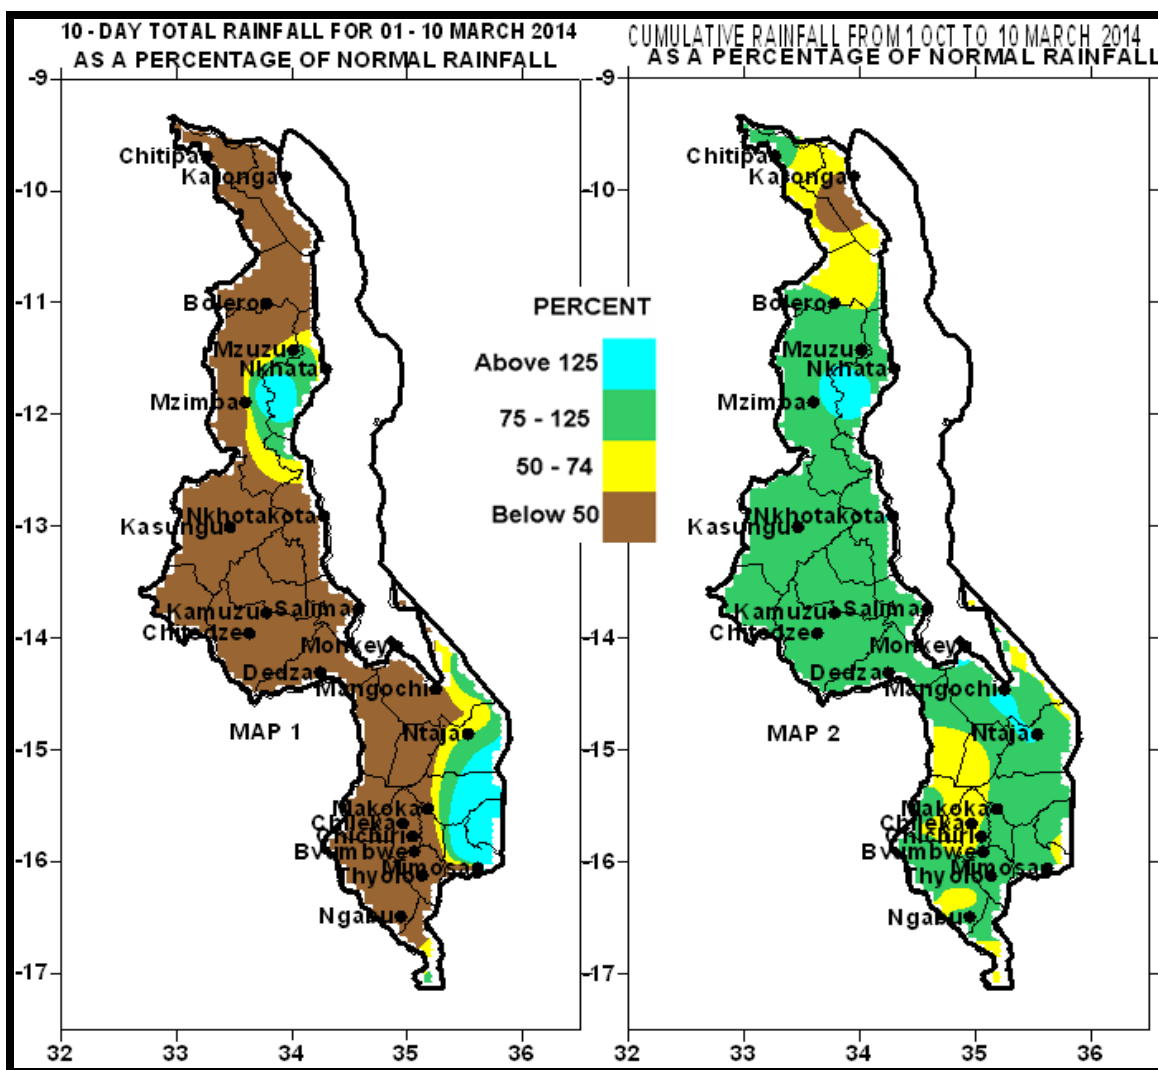 10 - DAY TOTAL RAINFALL FOR 01 - 10 MARCH 2014
AS A PERCENTAGE OF NORMAL RAINFALL
CUMULATIVE RAINFALL FROM 1 OCT TO 10 MARCH 2014
AS A PERCENTAGE OF NORMAL RAINFALL
-9
-10
-11
-12
-13
-14
-15
-16
-17
32
33
34
35
36
Chitipa
Karonga
Bolero
Mzuzu
Nkhata
Mzimba
Nkhotakota
Kasungu
Salima
Kamuzu
Chitedze
Monkey
Dedza
Mangochi
MAP 1
Ntaja
Makoka
Chileka
Chichiri
Bvumbwe
Mimosa
Thyolo
Ngabu
PERCENT
Above 125
75 - 125
50 - 74
Below 50
-9
-10
-11
-12
-13
-14
-15
-16
-17
32
33
34
35
36
Chitipa
Karonga
Bolero
Mzuzu
Nkhata
Mzimba
Nkhotakota
Kasungu
Salima
Kamuzu
Chitedze
Monkey
Dedza
Mangochi
MAP 2
Ntaja
Makoka
Chileka
Chichiri
Bvumbwe
Mimosa
Thyolo
Ngabu